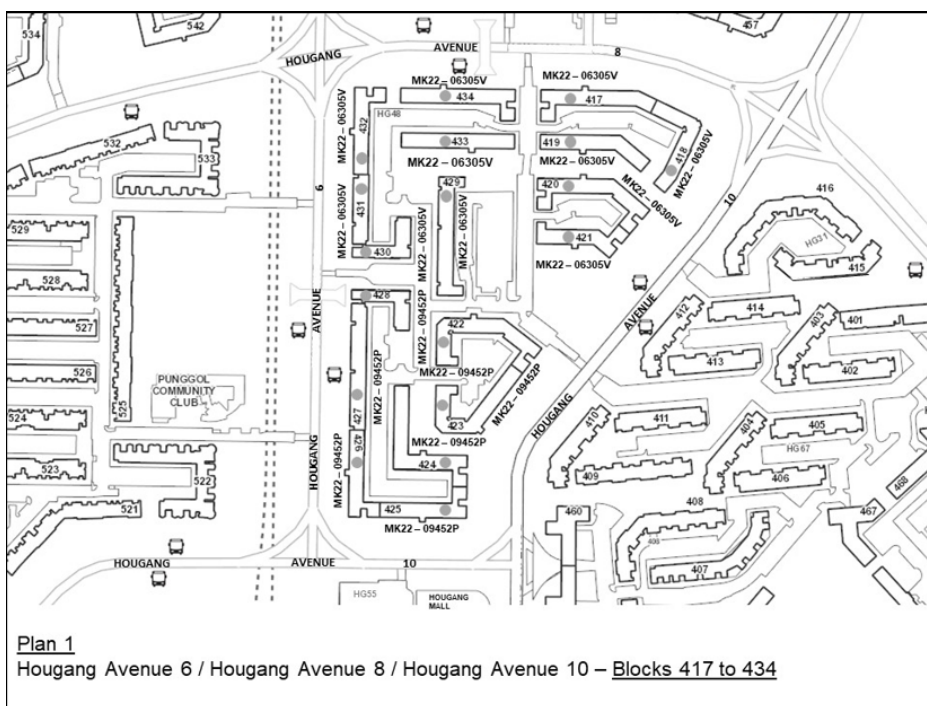 534
542
HOUGANG
AVENUE
8
457
MK22 – 06305V
434
MK22 – 06305V
417
MK22 – 06305V
432
HG48
532
533
433
MK22 – 06305V
419
MK22 – 06305V
418
MK22 – 06305V
6
MK22 – 06305V
431
429
MK22 – 06305V
MK22 – 06305V
420
MK22 – 06305V
10
416
HG31
415
529
430
421
MK22 – 06305V
528
AVENUE
428
MK22 – 09452P
422
AVENUE
412
414
403
401
527
413
402
526
PUNGGOL
COMMUNITY
CLUB
525
MK22 – 09452P
MK22 – 09452P
MK22 – 09452P
427
423
HOUGANG
410
411
404
405
524
MK22 – 09452P
426
MK22 – 09452P
424
HG67
523
522
HOUGANG
409
406
468
521
425
MK22 – 09452P
460
408
467
407
HOUGANG
AVENUE
10
HG55
HOUGANG
MALL
Plan 1
Hougang Avenue 6 / Hougang Avenue 8 / Hougang Avenue 10 – Blocks 417 to 434